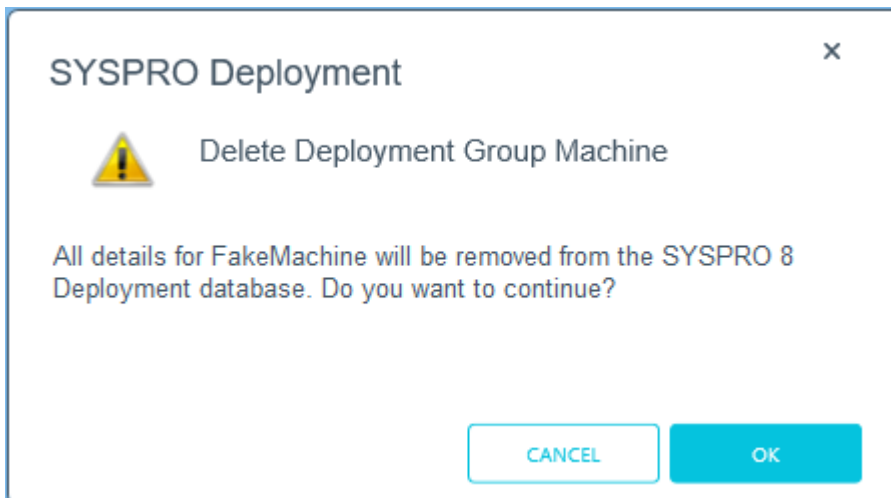 SYSPRO Deployment
Delete Deployment Group Machine
All details for FakeMachine will be removed from the SYSPRO 8
Deployment database. Do you want to continue?
CANCEL
OK